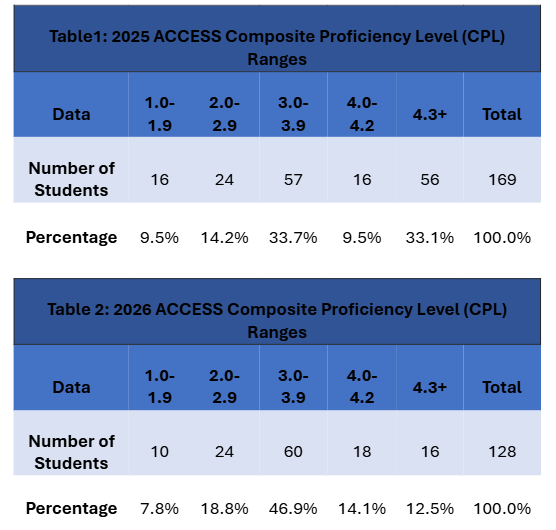 Table1: 2025 ACCESS Composite Proficiency Level (CPL)
Ranges
Data 1.0-1.9 2.0-2.9 3.0-3.9 4.0-4.2 4.3+ Total
Number of Students 16 24 57 16 56 169
Percentage 9.5% 14.2% 33.7% 9.5% 33.1% 100.0%
Table 2: 2026 ACCESS Composite Proficiency Level (CPL)
Ranges
Data 1.0-1.9 2.0-2.9 3.0-3.9 4.0-4.2 4.3+ Total
Number of Students 10 24 60 18 16 128
Percentage 7.8% 18.8% 46.9% 14.1% 12.5% 100.0%